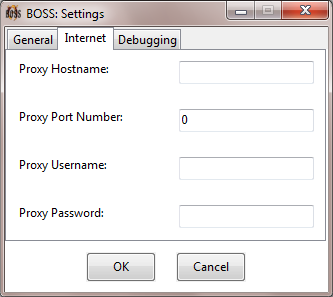 BOSS: Settings
General Internet Debugging
Proxy Hostname:
Proxy Port Number: 0
Proxy Username:
Proxy Password:
OK Cancel